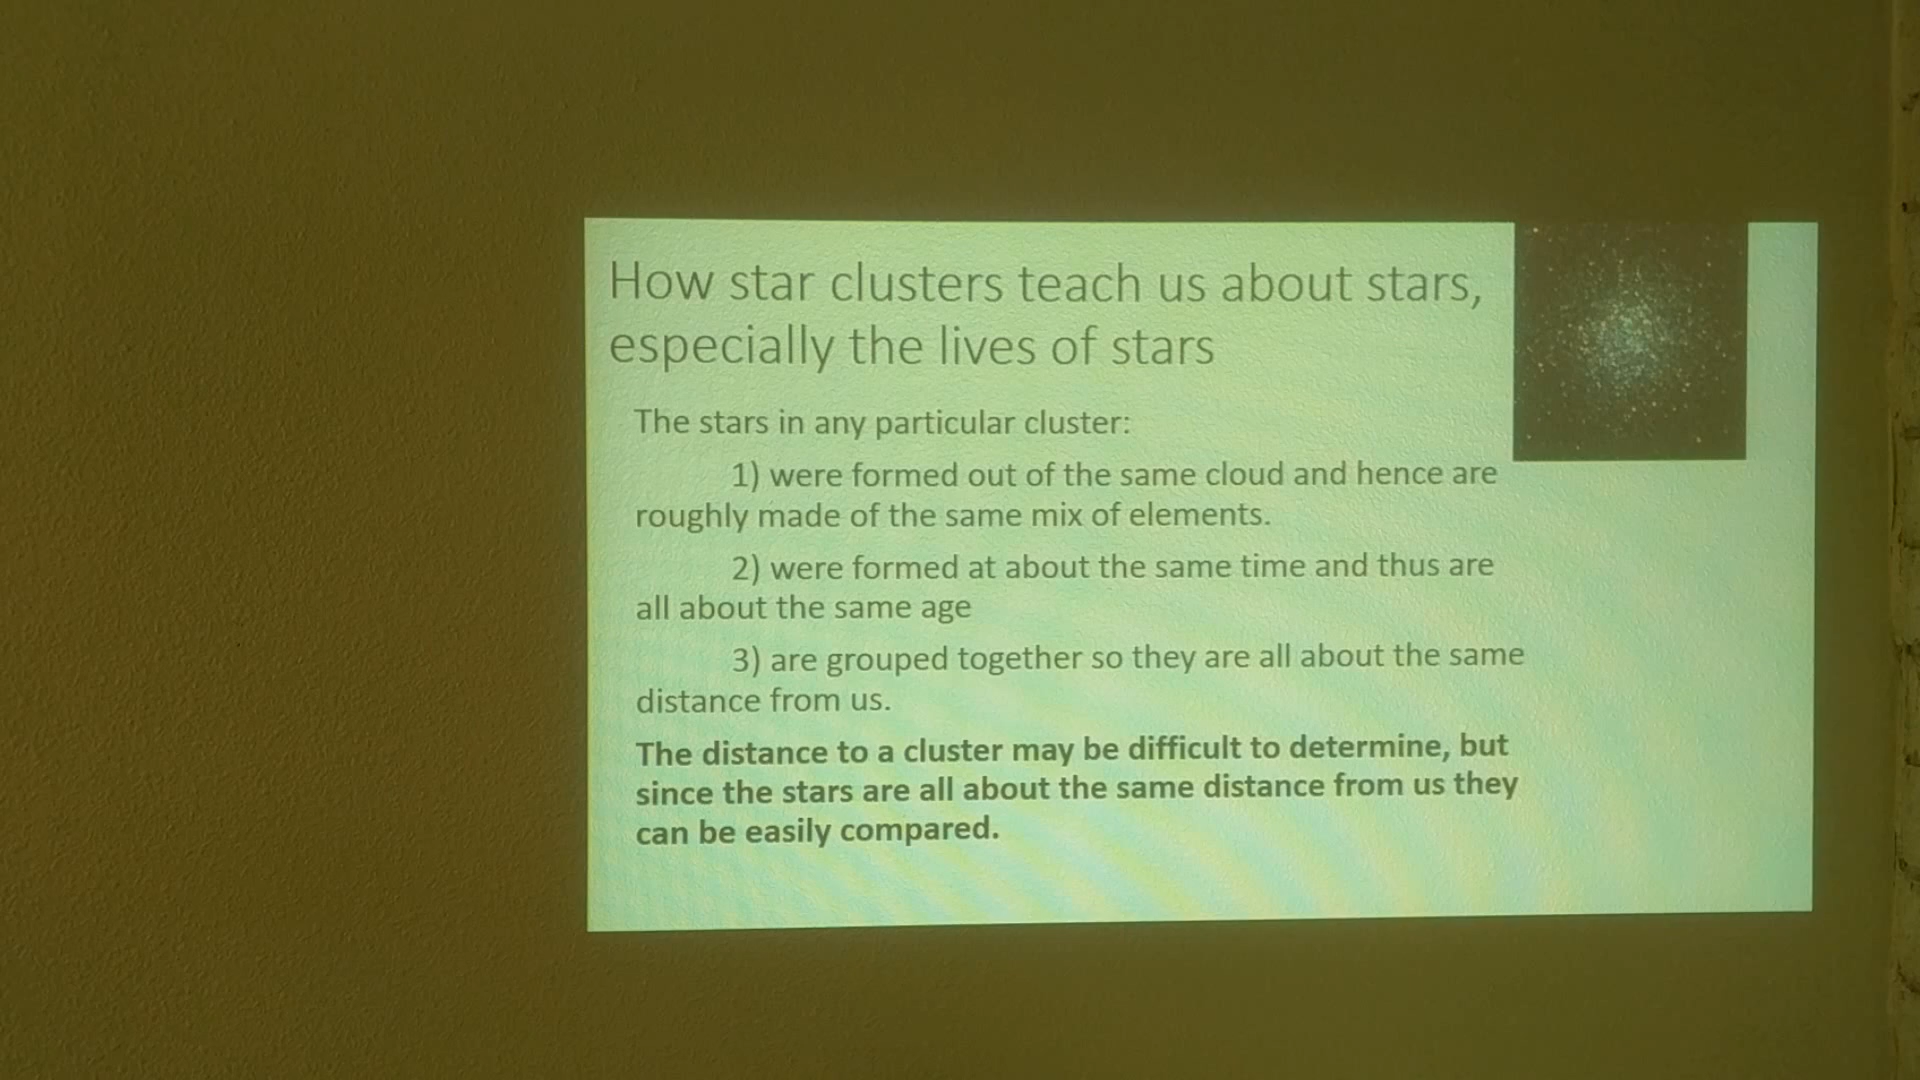 How star clusters teach us about stars,
especially the lives of stars
The stars in any particular cluster:
1) were formed out of the same cloud and hence are
roughly made of the same mix of elements.
2) were formed at about the same time and thus are
all about the same age
3) are grouped together so they are all about the same
distance from us.
The distance to a cluster may be difficult to determine, but
since the stars are all about the same distance from us they
can be easily compared.